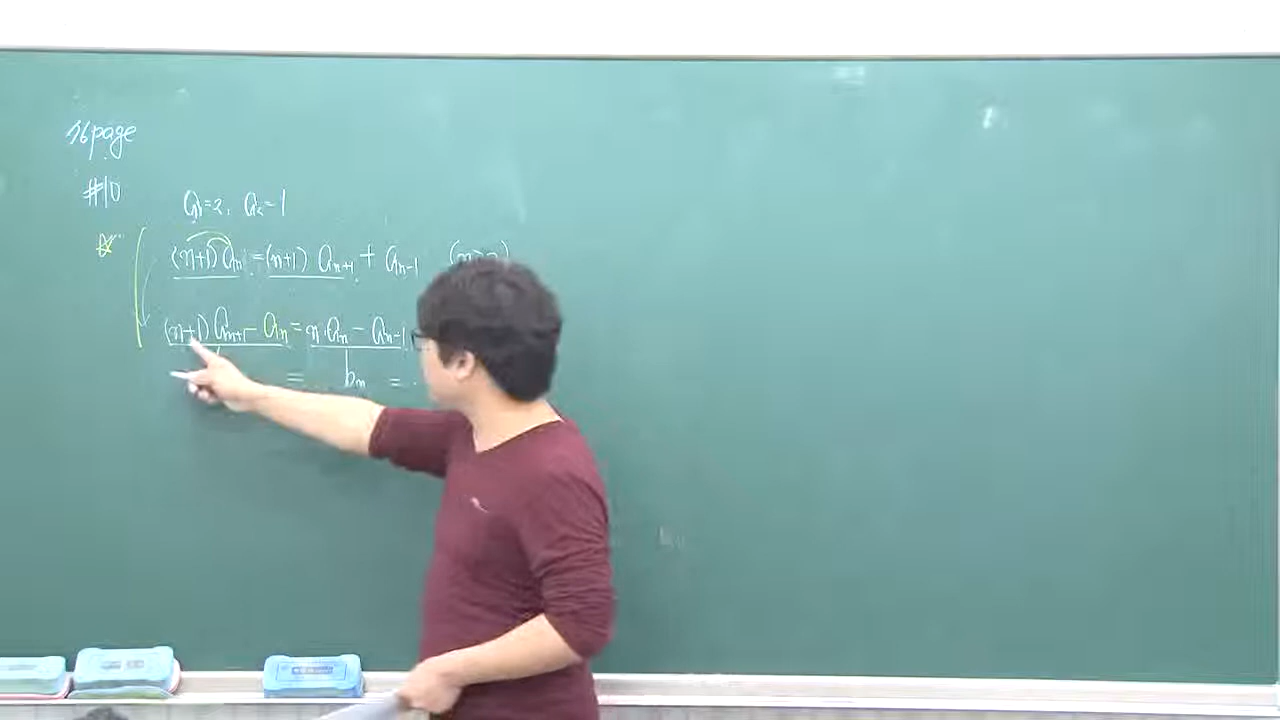 16page
#10
a₁=2, a₂=1
(n+1)aₙ = (n+1) aₙ₊₁ + aₙ₋₁
(n+1) aₙ₊₁ - aₙ = n·aₙ - aₙ₋₁
= bₙ =